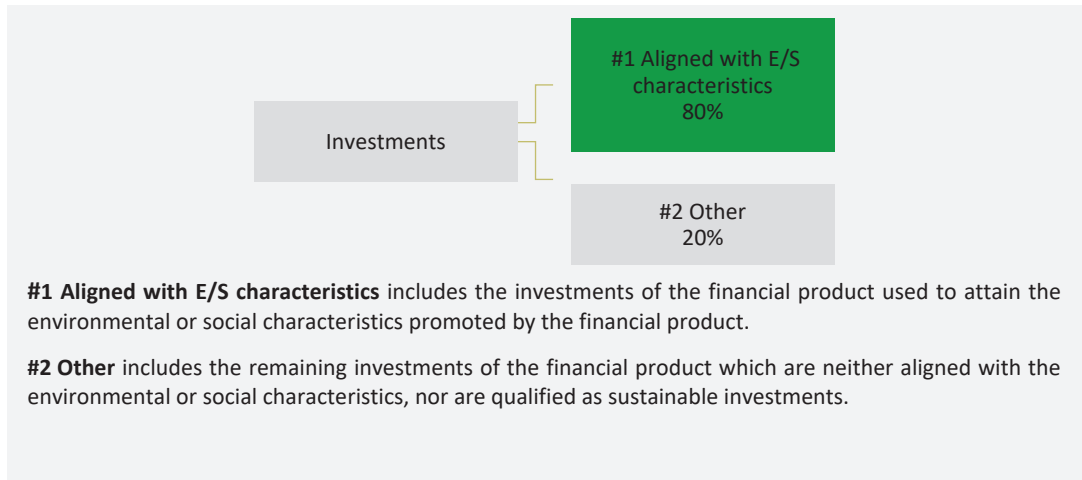 #1 Aligned with E/S
characteristics
80%
Investments
#2 Other
20%
#1 Aligned with E/S characteristics includes the investments of the financial product used to attain the
environmental or social characteristics promoted by the financial product.
#2 Other includes the remaining investments of the financial product which are neither aligned with the
environmental or social characteristics, nor are qualified as sustainable investments.